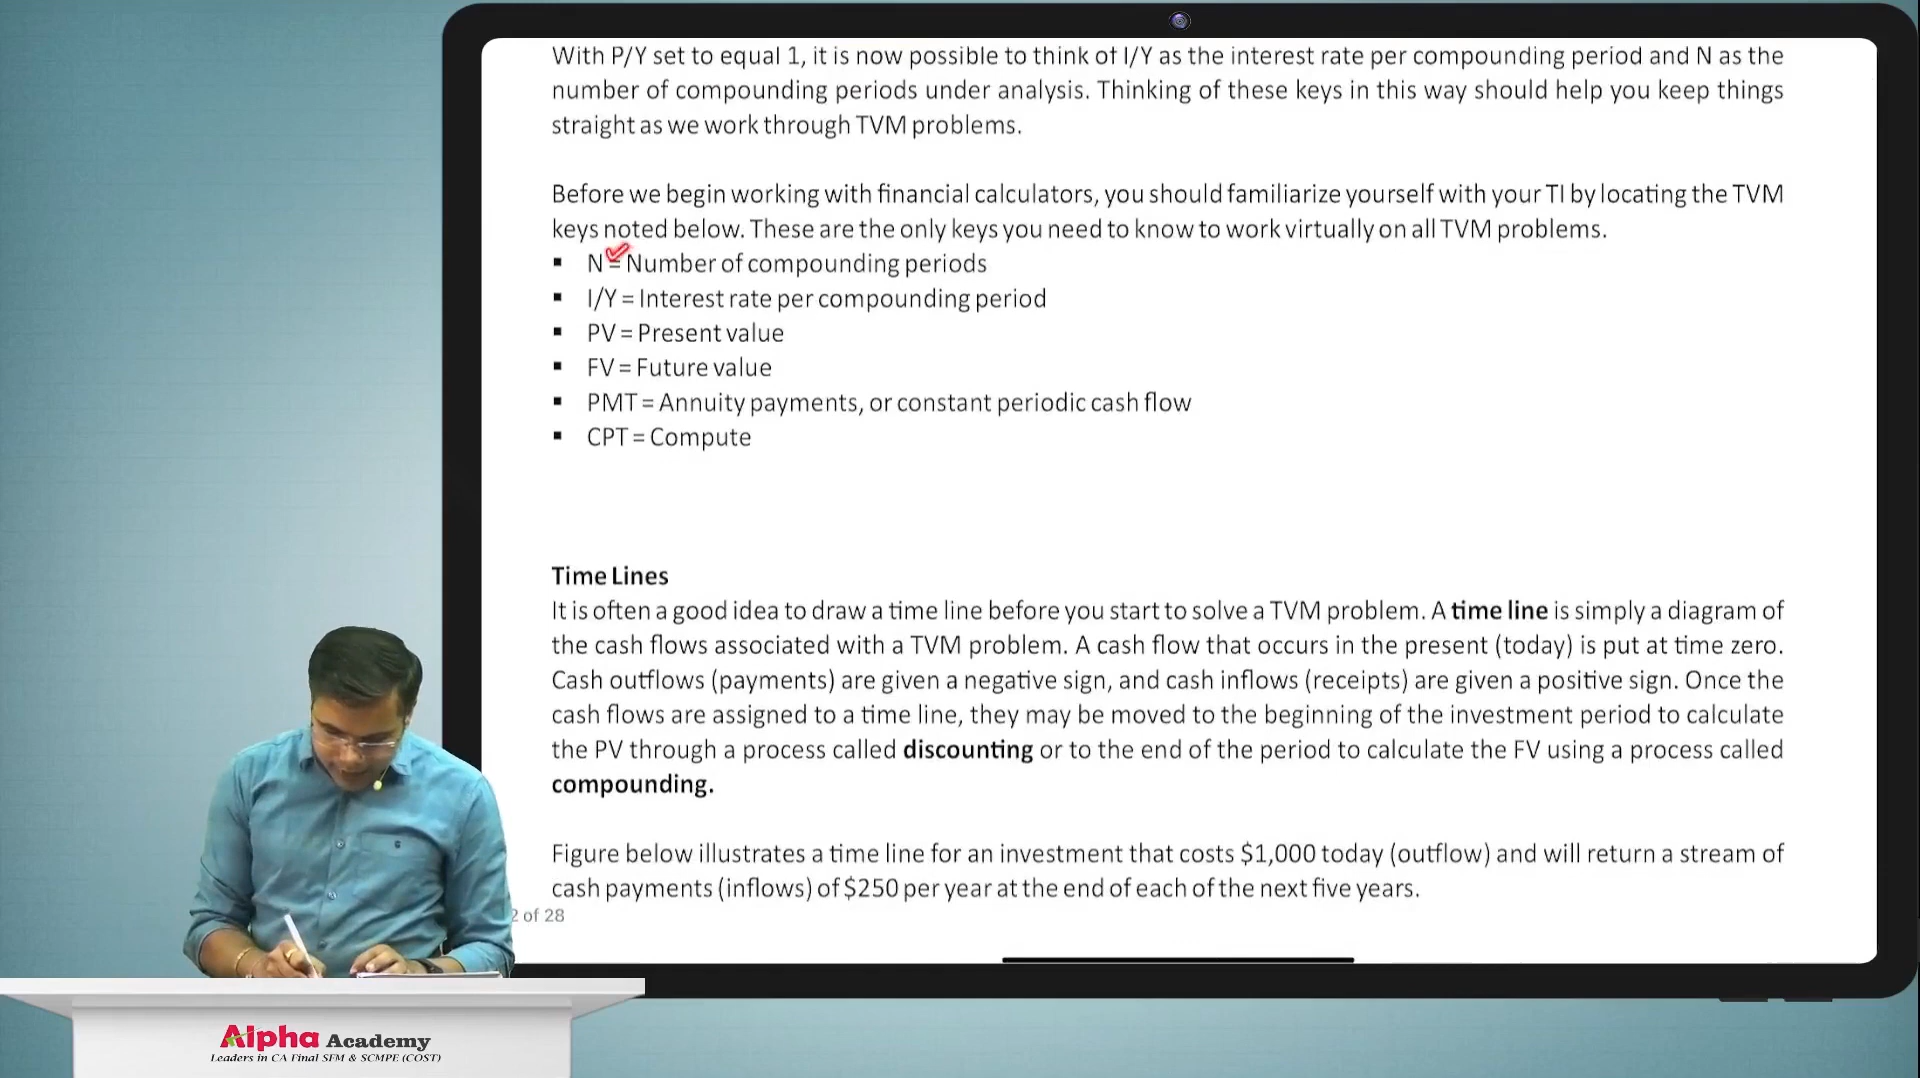 With P/Y set to equal 1, it is now possible to think of I/Y as the interest rate per compounding period and N as the
number of compounding periods under analysis. Thinking of these keys in this way should help you keep things
straight as we work through TVM problems.
Before we begin working with financial calculators, you should familiarize yourself with your TI by locating the TVM
keys noted below. These are the only keys you need to know to work virtually on all TVM problems.
▪ N = Number of compounding periods
▪ I/Y = Interest rate per compounding period
▪ PV = Present value
▪ FV = Future value
▪ PMT = Annuity payments, or constant periodic cash flow
▪ CPT = Compute
Time Lines
It is often a good idea to draw a time line before you start to solve a TVM problem. A time line is simply a diagram of
the cash flows associated with a TVM problem. A cash flow that occurs in the present (today) is put at time zero.
Cash outflows (payments) are given a negative sign, and cash inflows (receipts) are given a positive sign. Once the
cash flows are assigned to a time line, they may be moved to the beginning of the investment period to calculate
the PV through a process called discounting or to the end of the period to calculate the FV using a process called
compounding.
Figure below illustrates a time line for an investment that costs $1,000 today (outflow) and will return a stream of
cash payments (inflows) of $250 per year at the end of each of the next five years.
2 of 28
Alpha Academy
Leaders in CA Final SFM & SCMPE (COST)